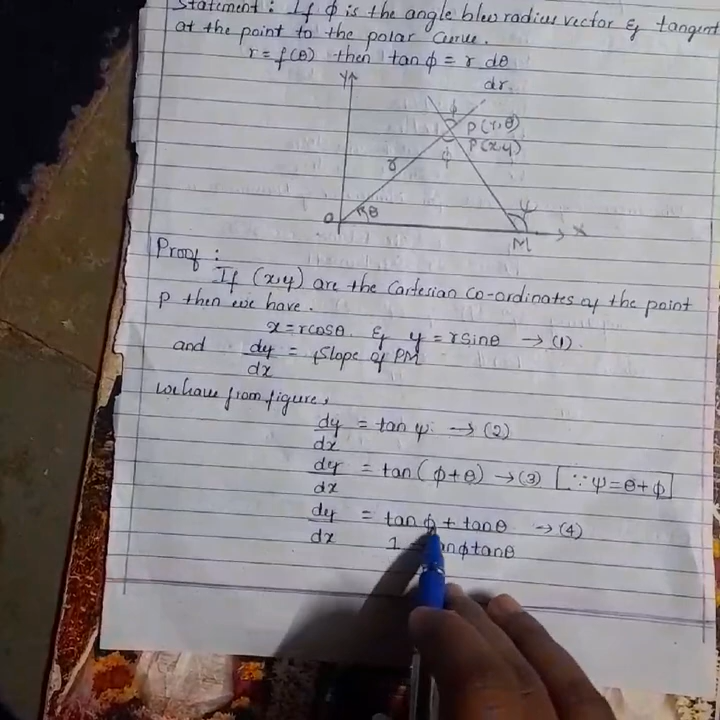 Statement: If ϕ is the angle b/w radius vector & tangent
at the point to the polar curve.
r = f(θ) then tan ϕ = r dθ
dr.
Y
ϕ
P(r,θ)
P(x,y)
ϕ
r
ψ
θ
O
X
M
Proof:
If (x,y) are the Cartesian Co-ordinates of the point
P then we have.
x = rcosθ & y = rsinθ → (1).
and dy = Slope of PM
dx
We have from figure,
dy = tan ψ → (2)
dx
dy = tan(ϕ+θ) → (3) [∵ ψ = θ+ϕ]
dx
dy = tanϕ + tanθ → (4)
dx 1 - tanϕtanθ